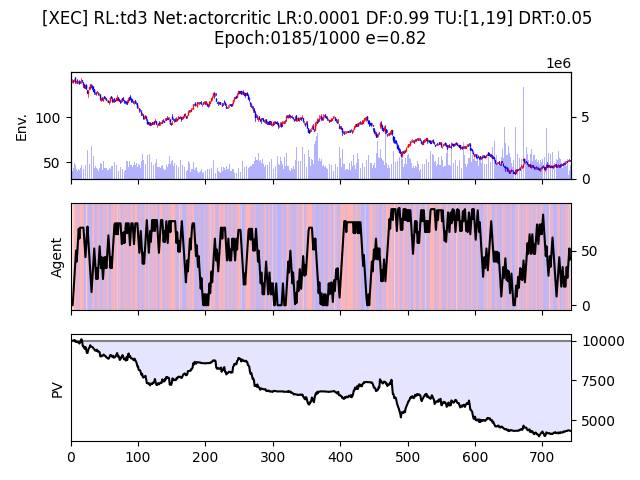 [XEC] RL:td3 Net:actorcritic LR:0.0001 DF:0.99 TU:[1,19] DRT:0.05
Epoch:0185/1000 e=0.82
1e6
Env.
100
50
5
0
Agent
50
0
PV
10000
7500
5000
0 100 200 300 400 500 600 700